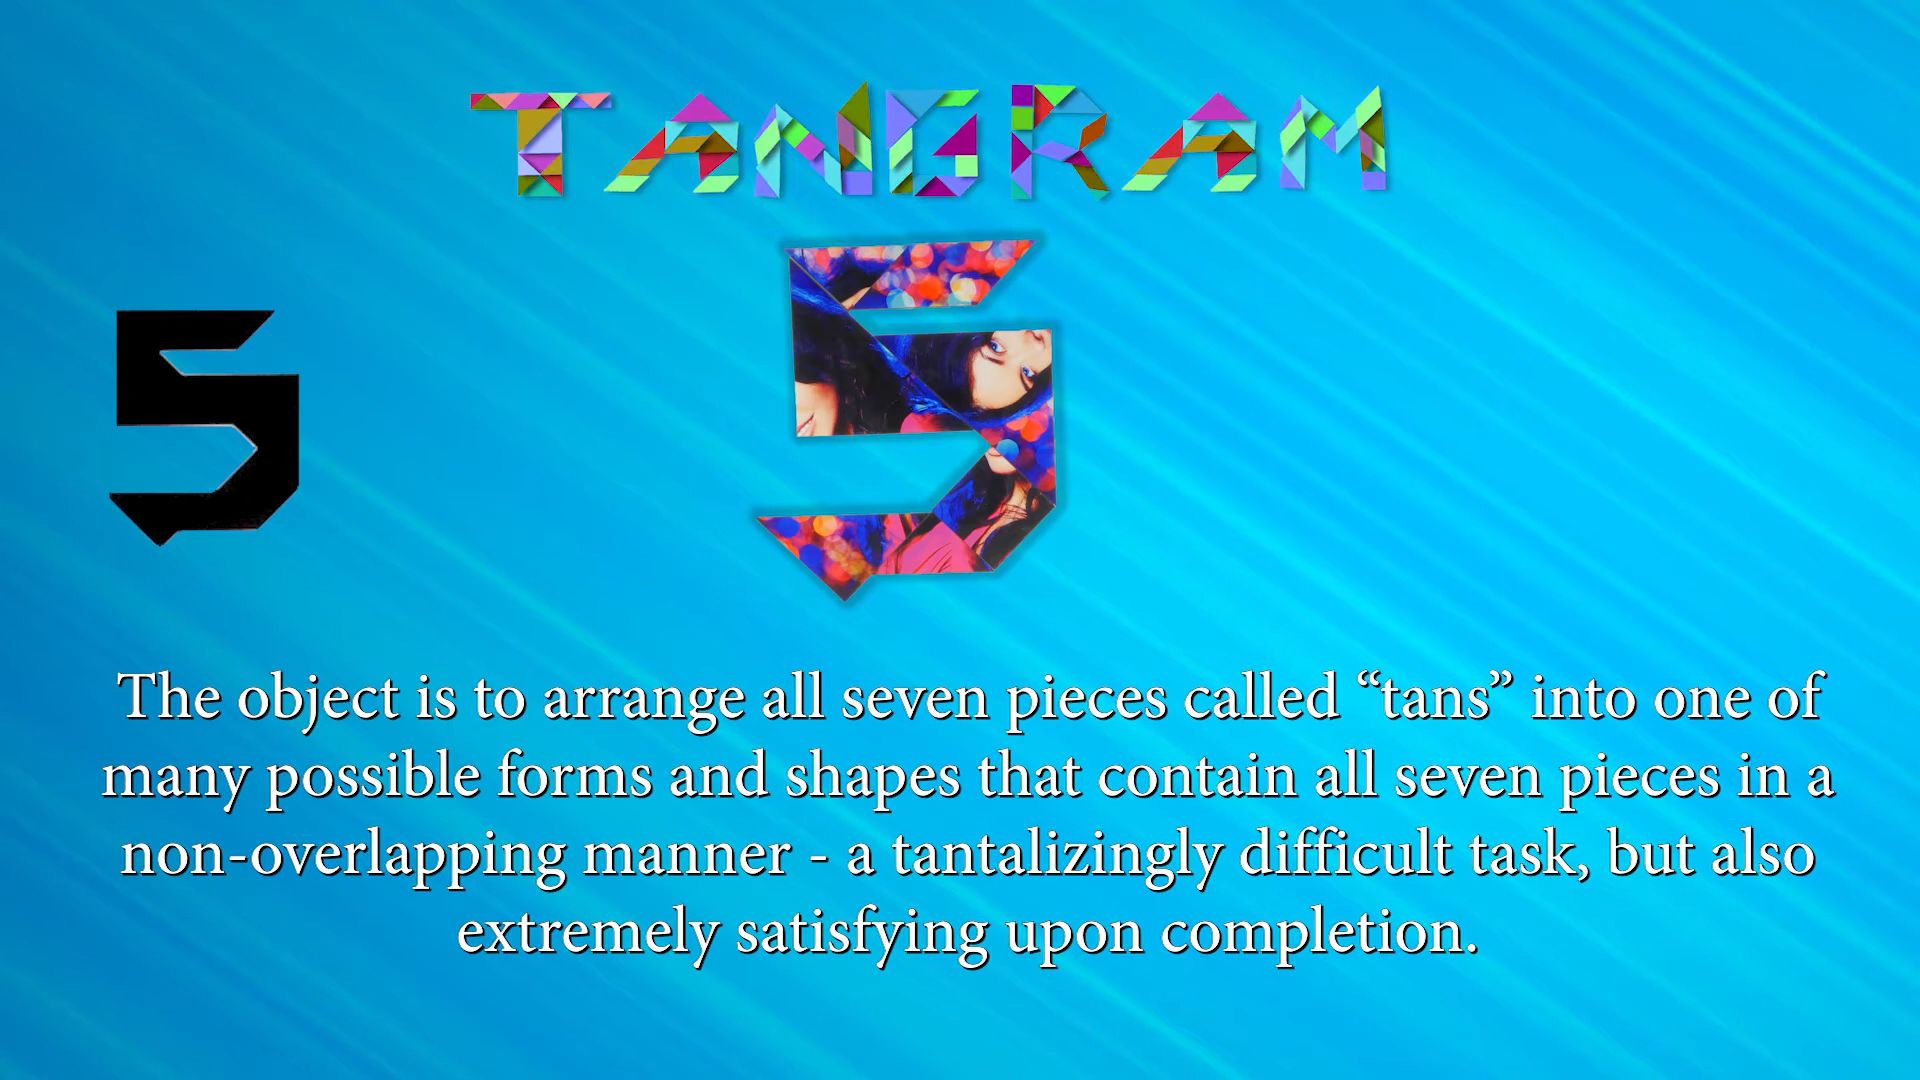 TANGRAM
5
5
The object is to arrange all seven pieces called “tans” into one of
many possible forms and shapes that contain all seven pieces in a
non-overlapping manner - a tantalizingly difficult task, but also
extremely satisfying upon completion.